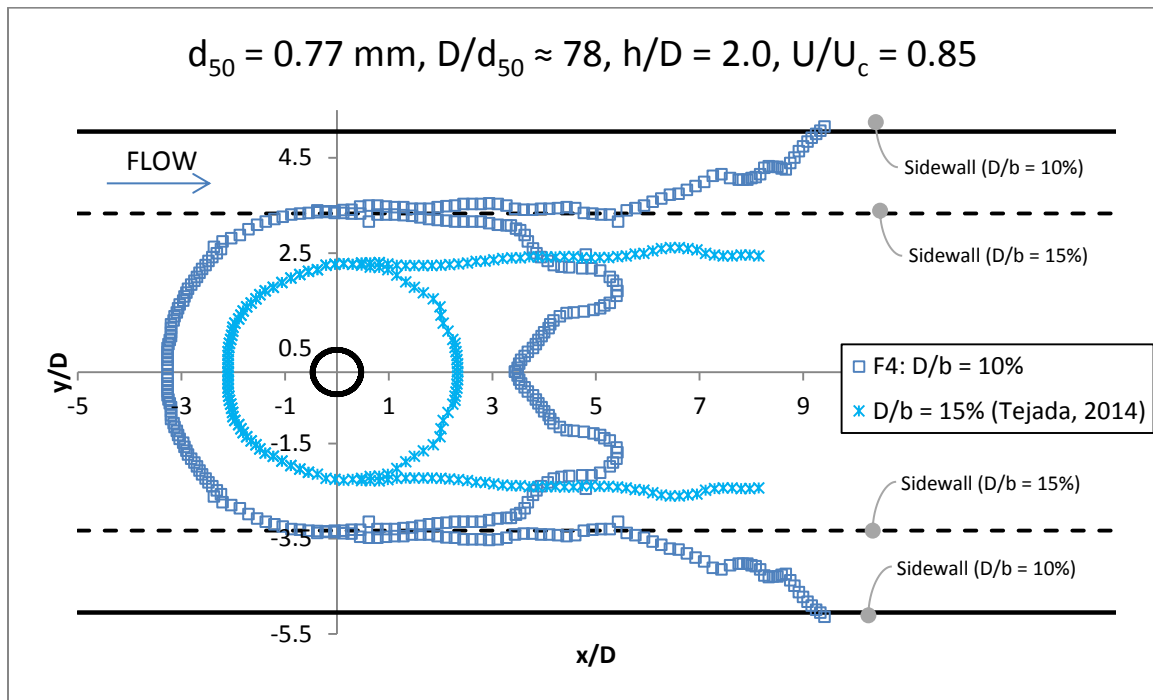 d50 = 0.77 mm, D/d50 ≈ 78, h/D = 2.0, U/Uc = 0.85
FLOW
Sidewall (D/b = 10%)
Sidewall (D/b = 15%)
4.5
2.5
0.5
-1.5
-3.5
-5.5
y/D
-5
-3
-1
1
3
5
7
9
F4: D/b = 10%
D/b = 15% (Tejada, 2014)
Sidewall (D/b = 15%)
Sidewall (D/b = 10%)
x/D